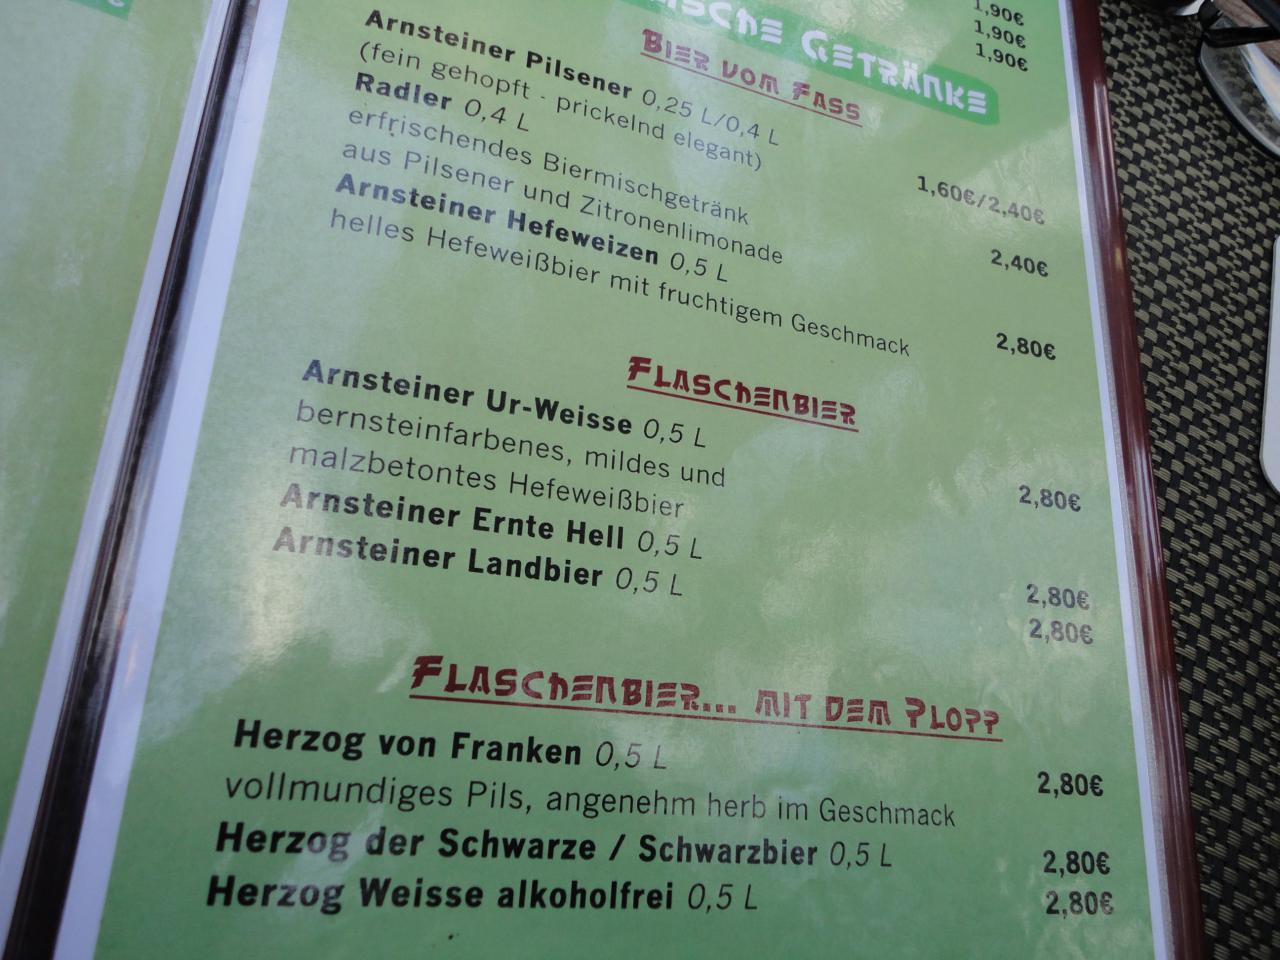 1,90€
1,90€
1,90€
Getränke
Bier vom Fass
Arnsteiner Pilsener 0,25 L/0,4 L
(fein gehopft - prickelnd elegant)
1,60€/2,40€
Radler 0,4 L
erfrischendes Biermischgetränk
aus Pilsener und Zitronenlimonade
2,40€
Arnsteiner Hefeweizen 0,5 L
helles Hefeweißbier mit fruchtigem Geschmack
2,80€
Flaschenbier
Arnsteiner Ur-Weisse 0,5 L
bernsteinfarbenes, mildes und
malzbetontes Hefeweißbier
2,80€
Arnsteiner Ernte Hell 0,5 L
2,80€
Arnsteiner Landbier 0,5 L
2,80€
Flaschenbier... mit dem Plopp
Herzog von Franken 0,5 L
2,80€
vollmundiges Pils, angenehm herb im Geschmack
Herzog der Schwarze / Schwarzbier 0,5 L
2,80€
Herzog Weisse alkoholfrei 0,5 L
2,80€